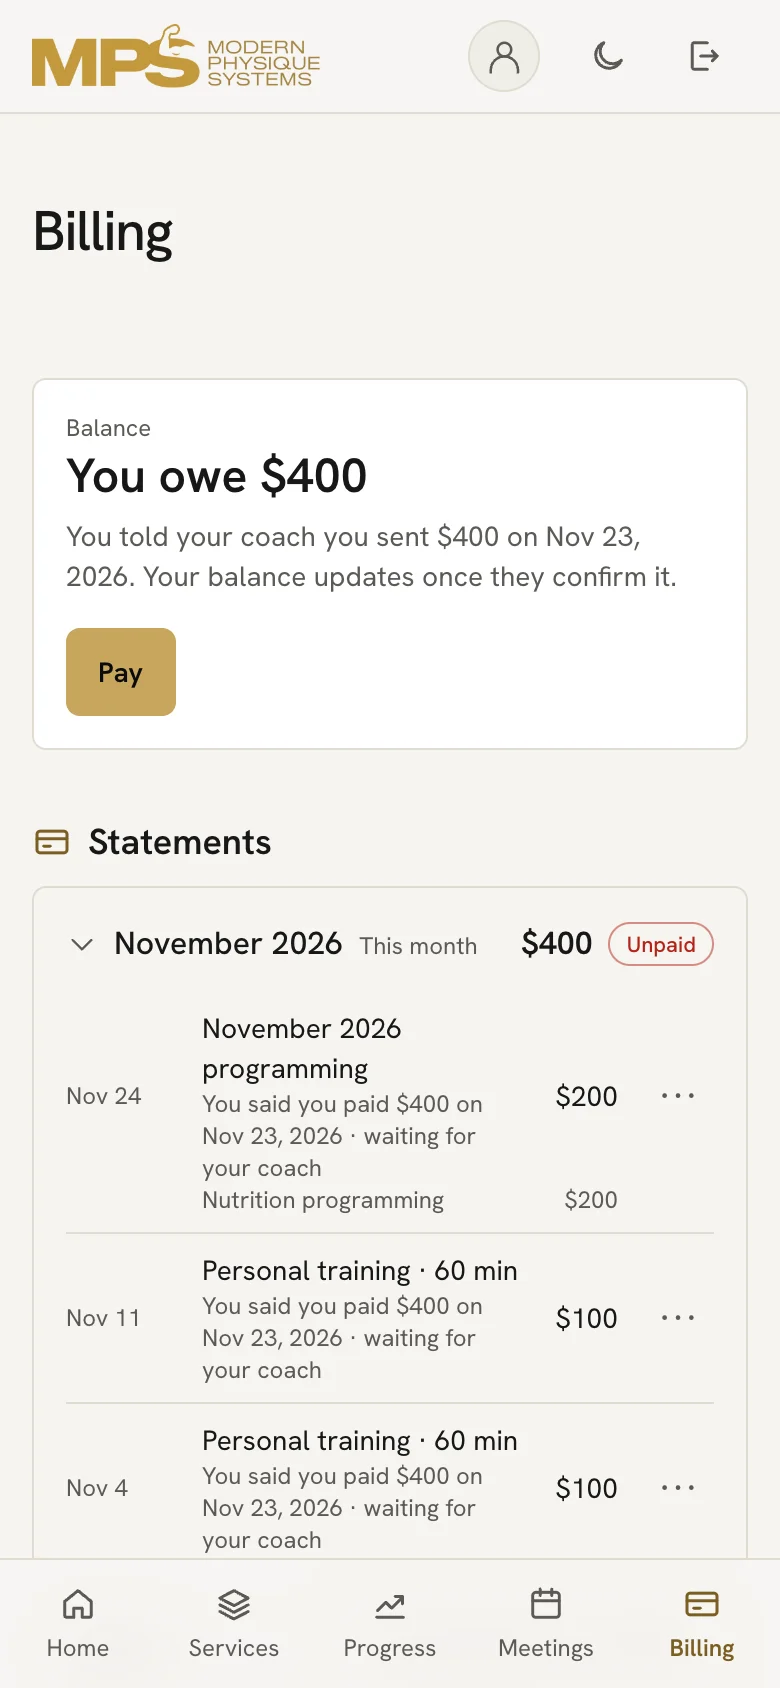 MPS MODERN
PHYSIQUE
SYSTEMS
Billing
Balance
You owe $400
You told your coach you sent $400 on Nov 23,
2026. Your balance updates once they confirm it.
Pay
Statements
November 2026 This month $400 Unpaid
November 2026
programming
Nov 24 $200 ···
You said you paid $400 on
Nov 23, 2026 · waiting for
your coach
Nutrition programming $200
Personal training · 60 min
You said you paid $400 on
Nov 11 $100 ···
Nov 23, 2026 · waiting for
your coach
Personal training · 60 min
You said you paid $400 on
Nov 4 $100 ···
Nov 23, 2026 · waiting for
your coach
Home Services Progress Meetings Billing